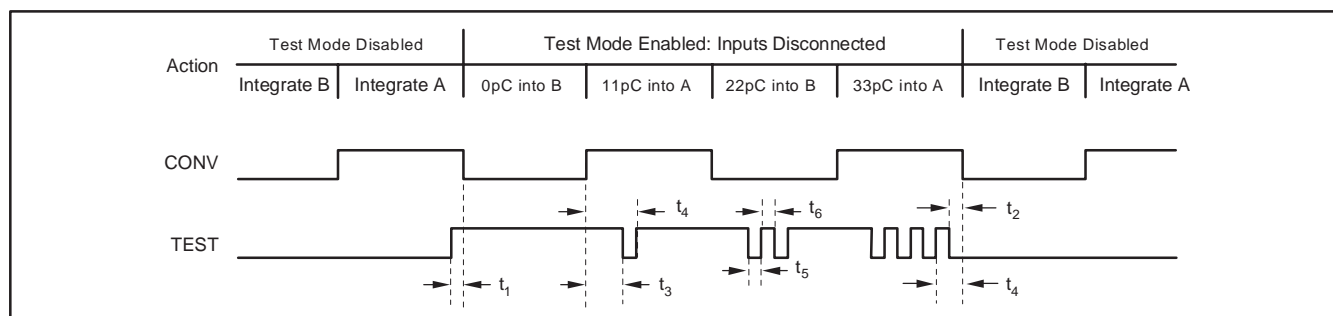 Action
Test Mode Disabled Test Mode Enabled: Inputs Disconnected Test Mode Disabled
Integrate B Integrate A 0pC into B 11pC into A 22pC into B 33pC into A Integrate B Integrate A
CONV
TEST
t4 t6 t2
t1 t3 t5 t4